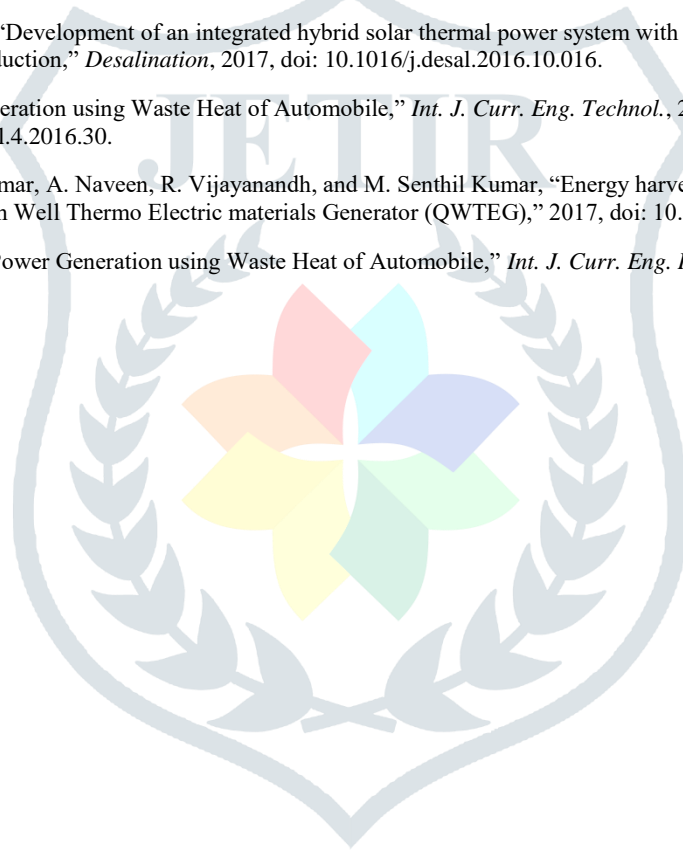 “Development of an integrated hybrid solar thermal power system with
duction,” Desalination, 2017, doi: 10.1016/j.desal.2016.10.016.
eration using Waste Heat of Automobile,” Int. J. Curr. Eng. Technol., 2
l.4.2016.30.
mar, A. Naveen, R. Vijayanandh, and M. Senthil Kumar, “Energy harve
n Well Thermo Electric materials Generator (QWTEG),” 2017, doi: 10.
Power Generation using Waste Heat of Automobile,” Int. J. Curr. Eng.
JETIR